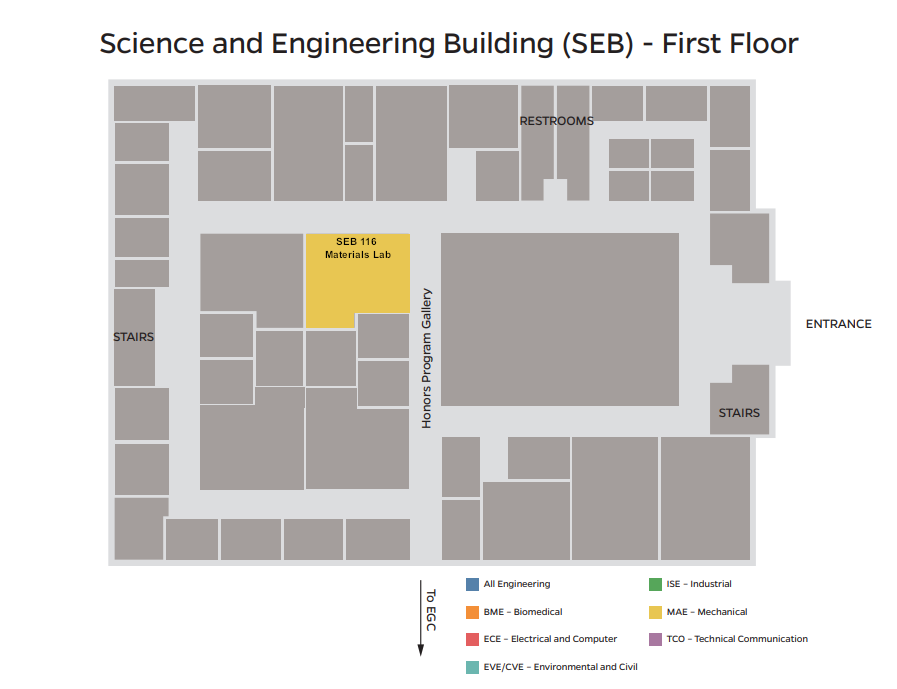 Science and Engineering Building (SEB) - First Floor
RESTROOMS
SEB 116
Materials Lab
Honors Program Gallery
STAIRS
ENTRANCE
STAIRS
To EGC
All Engineering
BME – Biomedical
ECE – Electrical and Computer
EVE/CVE – Environmental and Civil
ISE – Industrial
MAE – Mechanical
TCO – Technical Communication